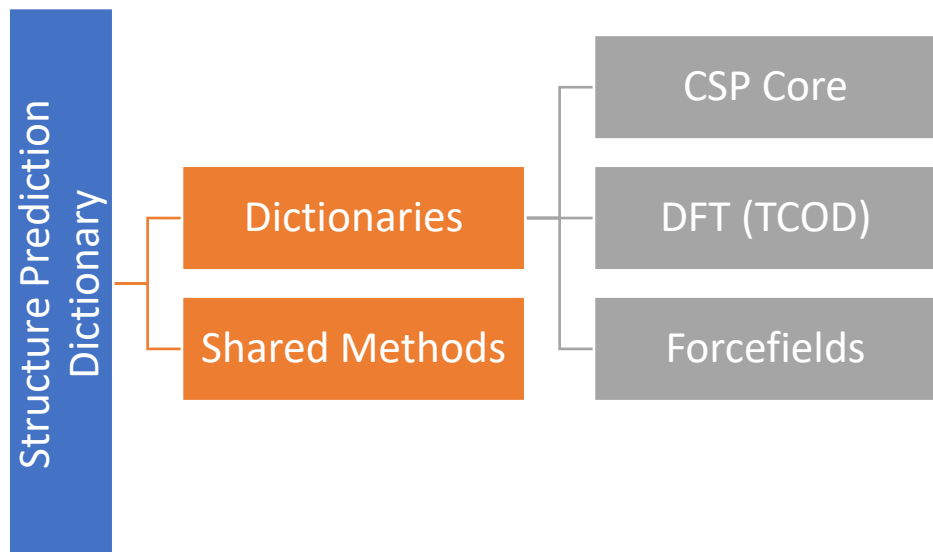 Structure Prediction
Dictionary
Dictionaries
Shared Methods
CSP Core
DFT (TCOD)
Forcefields